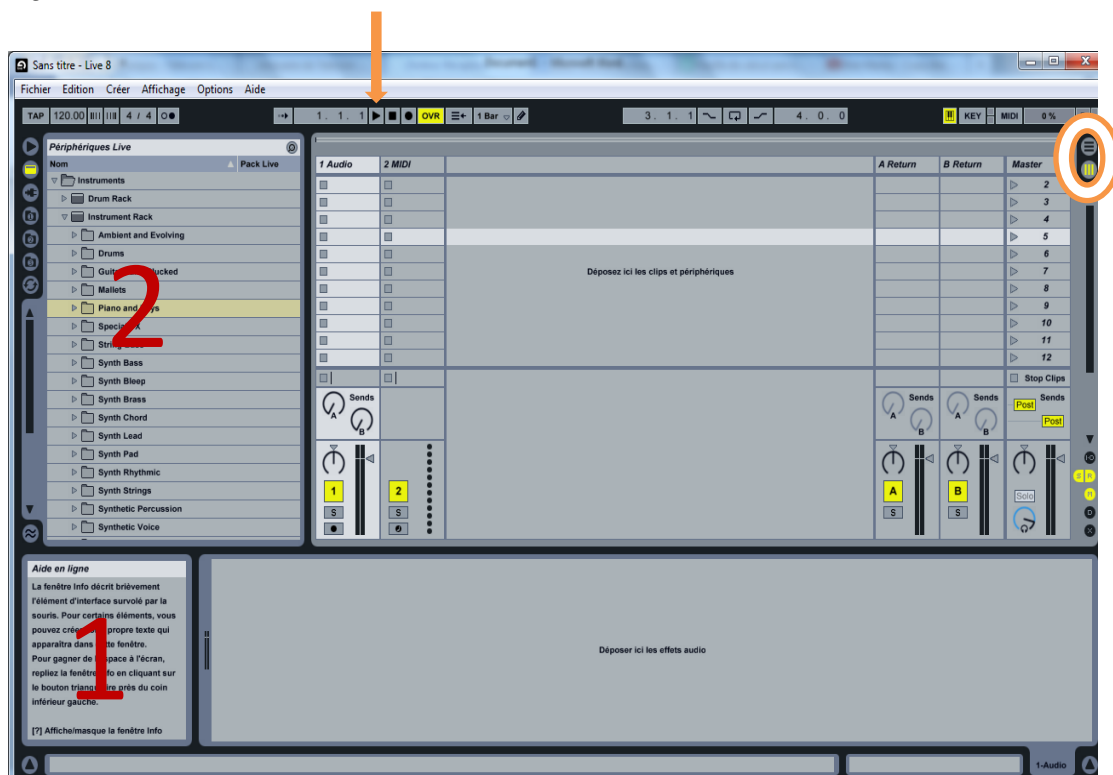 Sans titre - Live 8
Fichier Edition Créer Affichage Options Aide
TAP 120.00 4 / 4 1. 1. 1 OVR 1 Bar 3. 1. 1 4. 0. 0 KEY MIDI 0 %
Périphériques Live
Nom Pack Live
Instruments
Drum Rack
Instrument Rack
Ambient and Evolving
Drums
Mallets
Piano and
Synth Bass
Synth Bleep
Synth Brass
Synth Chord
Synth Lead
Synth Pad
Synth Rhythmic
Synth Strings
Synthetic Percussion
Synthetic Voice
2
1 Audio 2 MIDI A Return B Return Master
2
3
4
5
6
7
8
9
10
11
12
Déposez ici les clips et périphériques
Stop Clips
Sends Sends Sends Sends
A B A B A B Post Post
1 2 A B Solo
S S S S
S R
M
D
X
Aide en ligne
La fenêtre Info décrit brièvement
l'élément d'interface survolé par la
souris. Pour certains éléments, vous
pouvez propre texte qui
apparaîtra dans fenêtre.
Pour gagner de à l'écran,
repliez la fenêtre en cliquant sur
le bouton près du coin
inférieur gauche.
[?] Affiche/masque la fenêtre Info
1
Déposer ici les effets audio
1-Audio